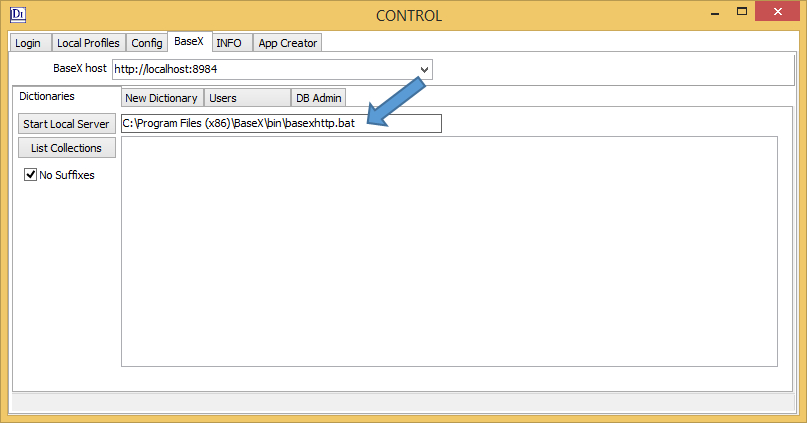 DI
CONTROL
Login Local Profiles Config BaseX INFO App Creator
BaseX host http://localhost:8984
Dictionaries New Dictionary Users DB Admin
Start Local Server C:\Program Files (x86)\BaseX\bin\basexhttp.bat
List Collections
No Suffixes